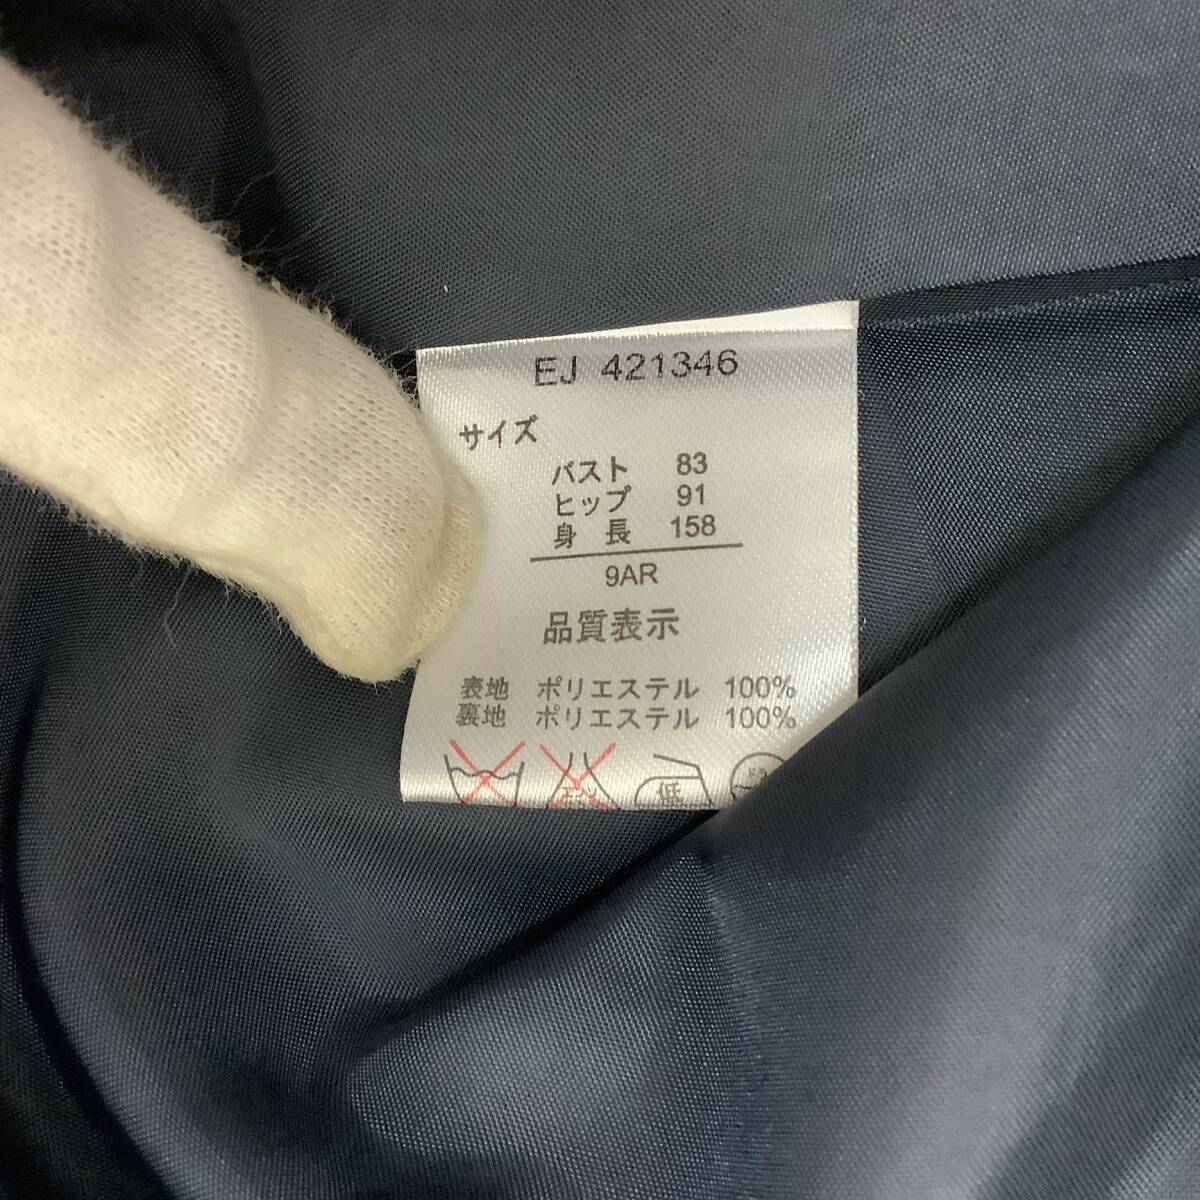 EJ 421346
サイズ
バスト 83
ヒップ 91
身長 158
9AR
品質表示
表地 ポリエステル 100%
裏地 ポリエステル 100%
低